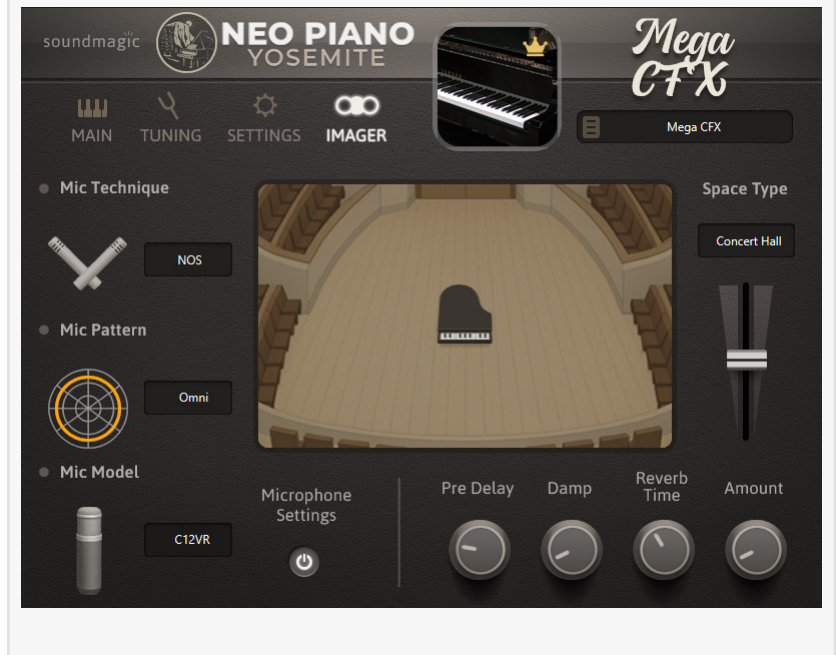 soundmagic
NEO PIANO
YOSEMITE
Mega
CFX
MAIN
TUNING
SETTINGS
IMAGER
Mega CFX
Mic Technique
NOS
Mic Pattern
Omni
Mic Model
C12VR
Space Type
Concert Hall
Microphone
Settings
Pre Delay
Damp
Reverb
Time
Amount